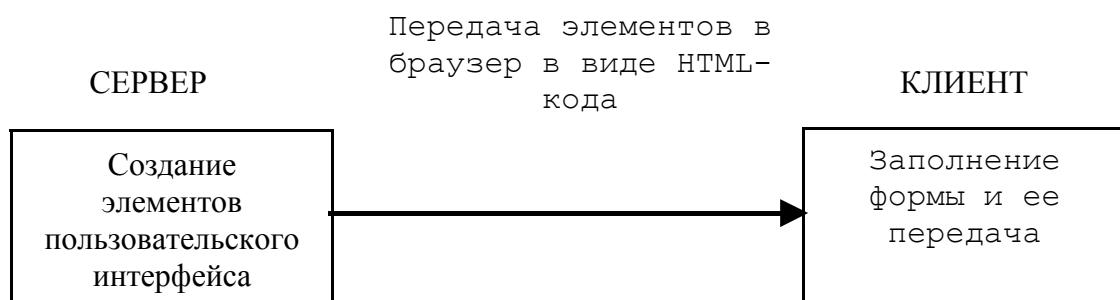 Передача элементов в
браузер в виде HTML-
кода
СЕРВЕР
КЛИЕНТ
Создание
элементов
пользовательского
интерфейса
Заполнение
формы и ее
передача